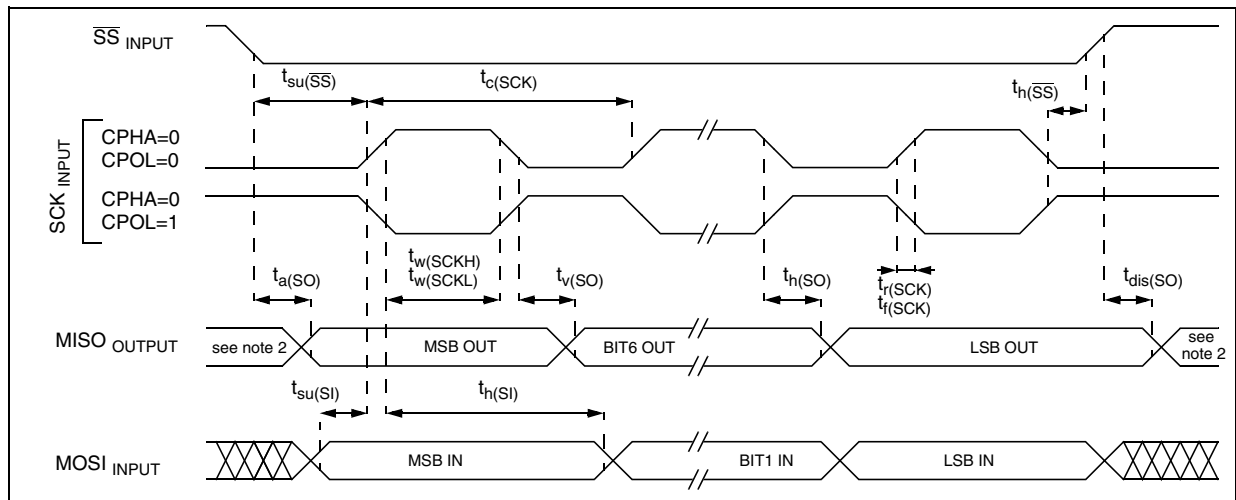 SS INPUT
tsu(SS)
tc(SCK)
th(SS)
SCK INPUT
CPHA=0
CPOL=0
CPHA=0
CPOL=1
ta(SO)
tw(SCKH)
tw(SCKL)
tv(SO)
th(SO)
tr(SCK)
tf(SCK)
tdis(SO)
MISO OUTPUT
see note 2
MSB OUT
BIT6 OUT
LSB OUT
see
note 2
tsu(SI)
th(SI)
MOSI INPUT
MSB IN
BIT1 IN
LSB IN